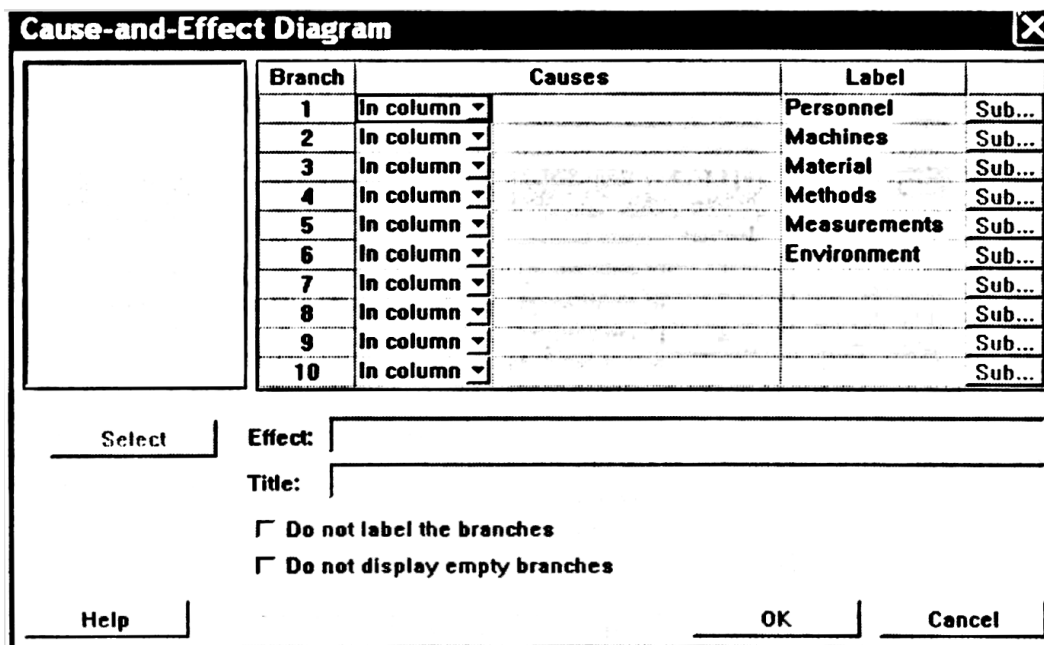 Cause-and-Effect Diagram
Branch Causes Label
1 In column Personnel Sub...
2 In column Machines Sub...
3 In column Material Sub...
4 In column Methods Sub...
5 In column Measurements Sub...
6 In column Environment Sub...
7 In column Sub...
8 In column Sub...
9 In column Sub...
10 In column Sub...
Select Effect:
Title:
Do not label the branches
Do not display empty branches
Help OK Cancel